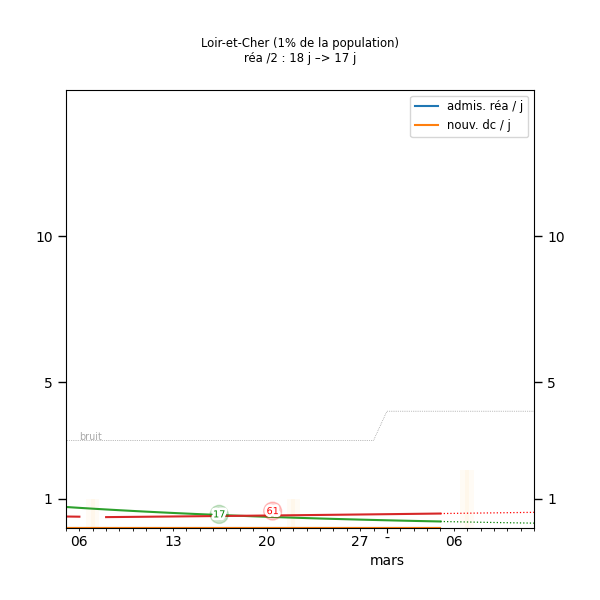 Loir-et-Cher (1% de la population)
réa /2 : 18 j –> 17 j
admis. réa / j
nouv. dc / j
10 10
5 5
bruit
1 1
17 61
06 13 20 27 - 06
mars